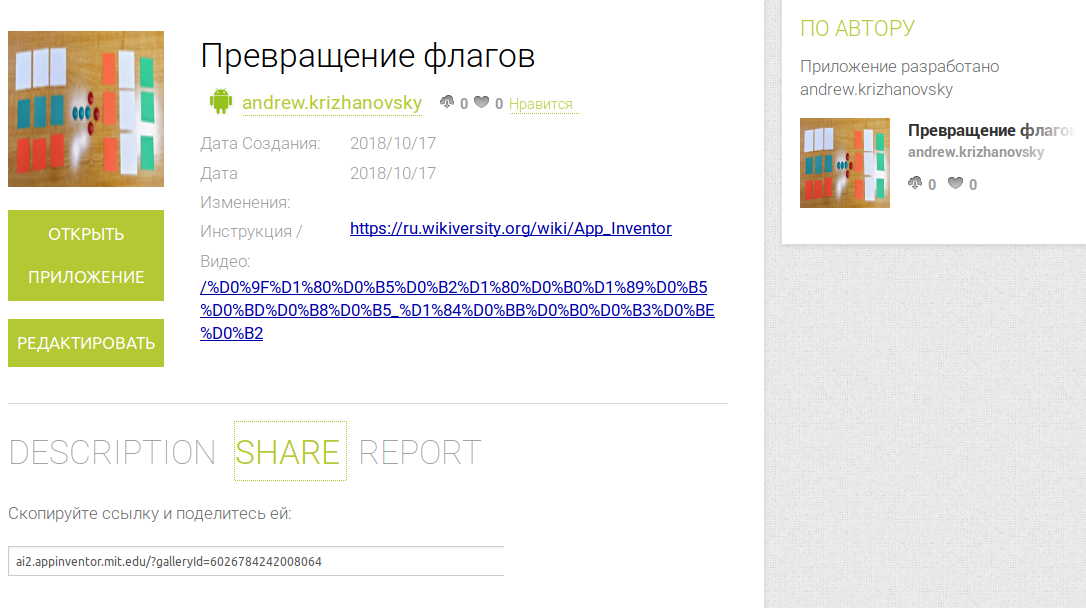 Превращение флагов
andrew.krizhanovsky 0 0 Нравится
Дата Создания: 2018/10/17
Дата 2018/10/17
Изменения:
Инструкция / https://ru.wikiversity.org/wiki/App_Inventor
Видео:
/%D0%9F%D1%80%D0%B5%D0%B2%D1%80%D0%B0%D1%89%D0%B5
%D0%BD%D0%B8%D0%B5_%D1%84%D0%BB%D0%B0%D0%B3%D0%BE
%D0%B2
ОТКРЫТЬ
ПРИЛОЖЕНИЕ
РЕДАКТИРОВАТЬ
DESCRIPTION SHARE REPORT
Скопируйте ссылку и поделитесь ей:
ai2.appinventor.mit.edu/?galleryId=6026784242008064
ПО АВТОРУ
Приложение разработано
andrew.krizhanovsky
Превращение флагов
andrew.krizhanovsky
0 0